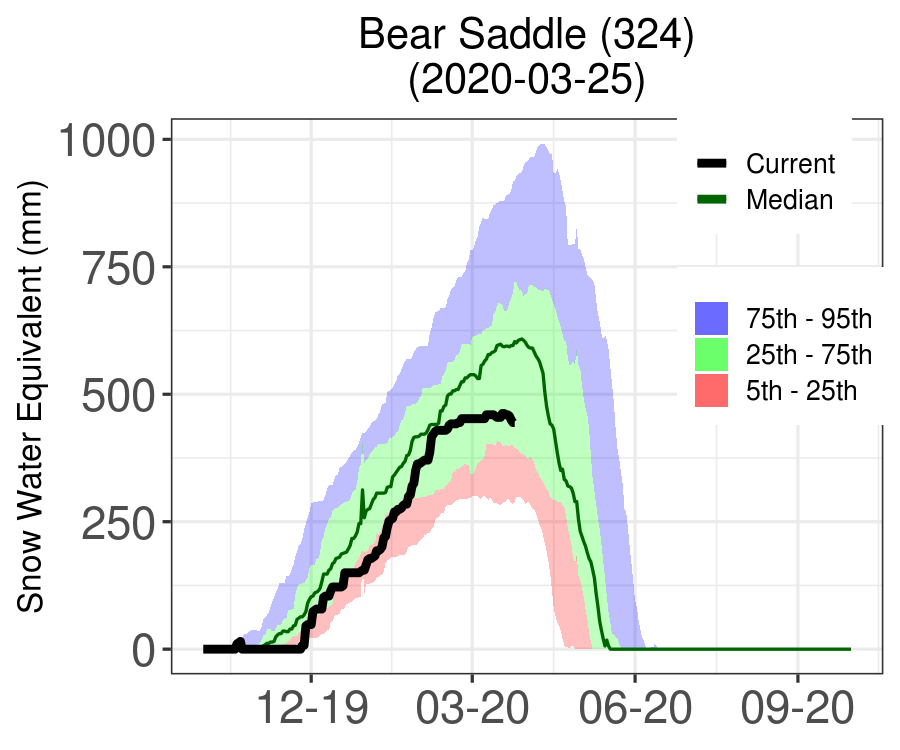 Bear Saddle (324)
(2020-03-25)
Snow Water Equivalent (mm)
1000
750
500
250
0
12-19
03-20
06-20
09-20
Current
Median
75th - 95th
25th - 75th
5th - 25th